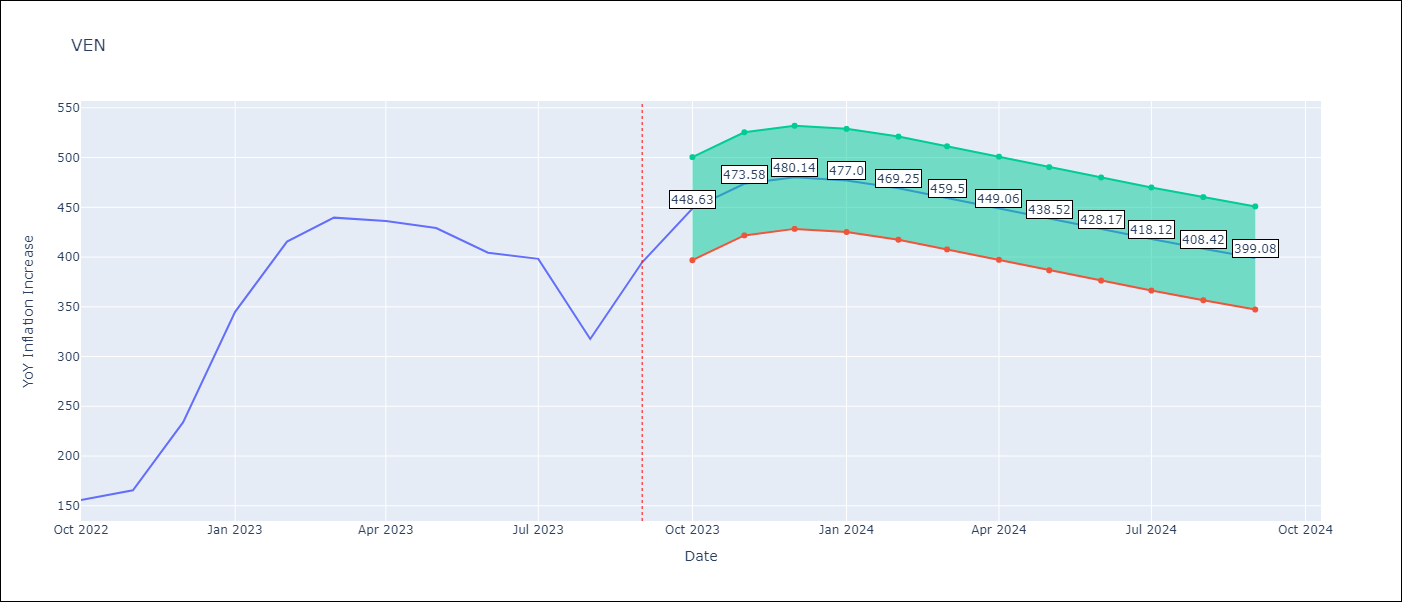 VEN
YoY Inflation Increase
550
500
450
400
350
300
250
200
150
448.63
473.58
480.14
477.0
469.25
459.5
449.06
438.52
428.17
418.12
408.42
399.08
Oct 2022
Jan 2023
Apr 2023
Jul 2023
Oct 2023
Jan 2024
Apr 2024
Jul 2024
Oct 2024
Date